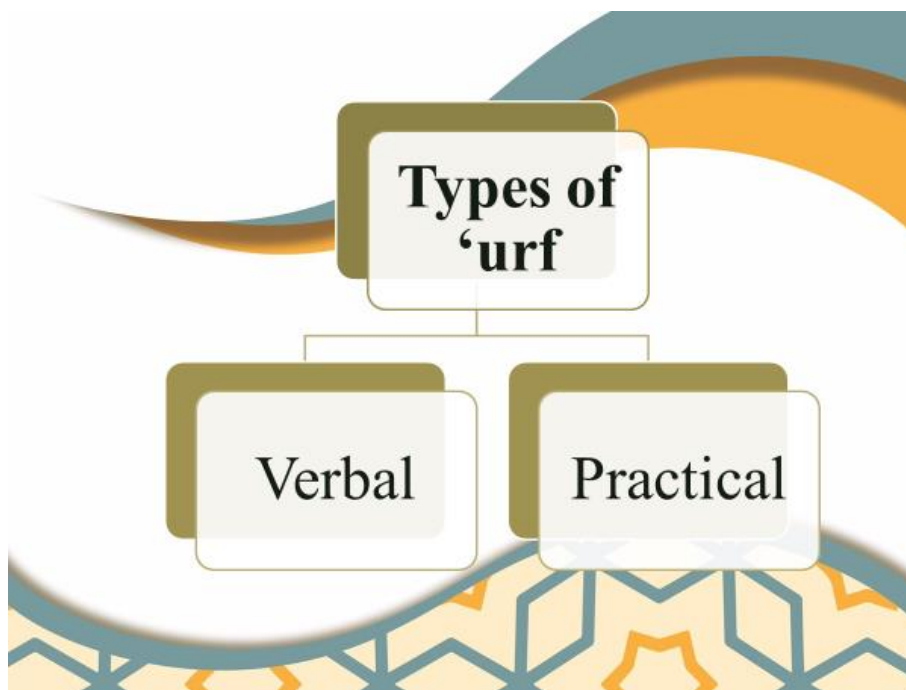 Types of
‘urf
Verbal
Practical